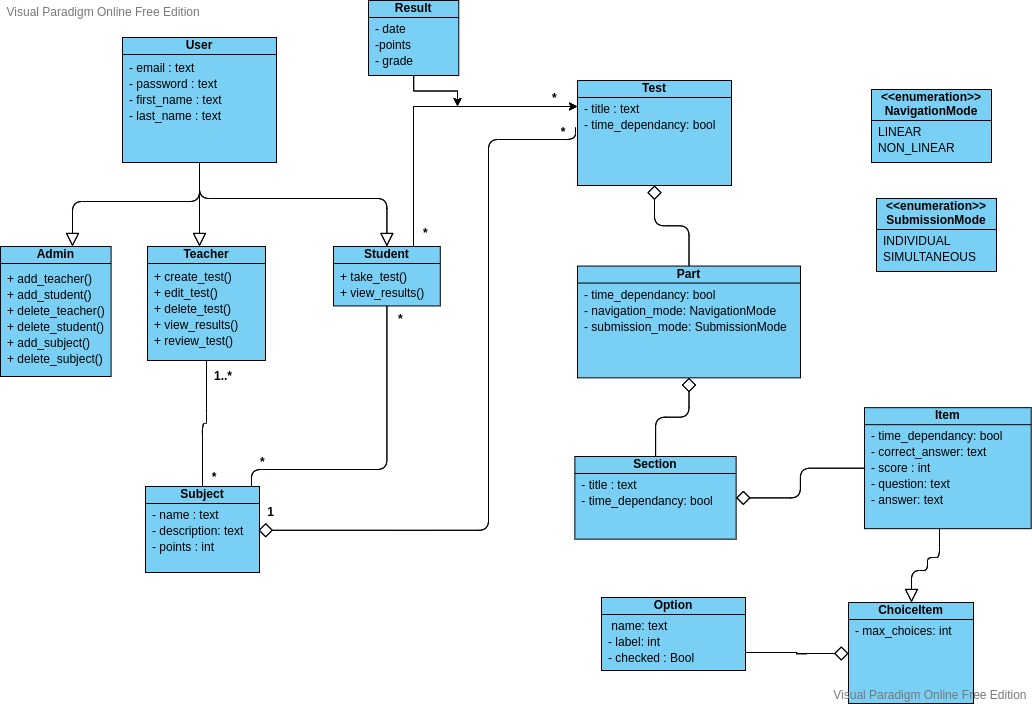 Visual Paradigm Online Free Edition
Result
- date
-points
- grade
User
- email : text
- password : text
- first_name : text
- last_name : text
Test
- title : text
- time_dependancy: bool
*
*
<<enumeration>>
NavigationMode
LINEAR
NON_LINEAR
<<enumeration>>
SubmissionMode
INDIVIDUAL
SIMULTANEOUS
*
Admin
+ add_teacher()
+ add_student()
+ delete_teacher()
+ delete_student()
+ add_subject()
+ delete_subject()
Teacher
+ create_test()
+ edit_test()
+ delete_test()
+ view_results()
+ review_test()
Student
+ take_test()
+ view_results()
*
Part
- time_dependancy: bool
- navigation_mode: NavigationMode
- submission_mode: SubmissionMode
1..*
*
*
Subject
- name : text
- description: text
- points : int
1
Section
- title : text
- time_dependancy: bool
Item
- time_dependancy: bool
- correct_answer: text
- score : int
- question: text
- answer: text
Option
name: text
- label: int
- checked : Bool
ChoiceItem
- max_choices: int
Visual Paradigm Online Free Edition